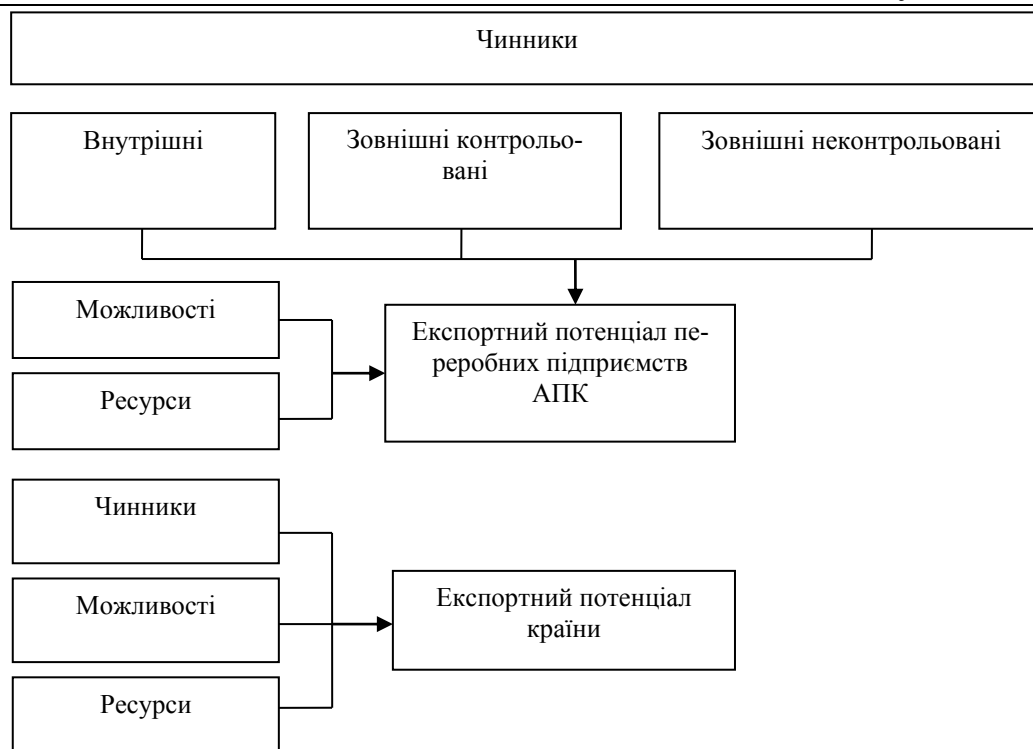 Чинники
Внутрішні
Зовнішні контрольо-
вані
Зовнішні неконтрольовані
Можливості
Ресурси
Експортний потенціал пе-
реробних підприємств
АПК
Чинники
Можливості
Ресурси
Експортний потенціал
країни